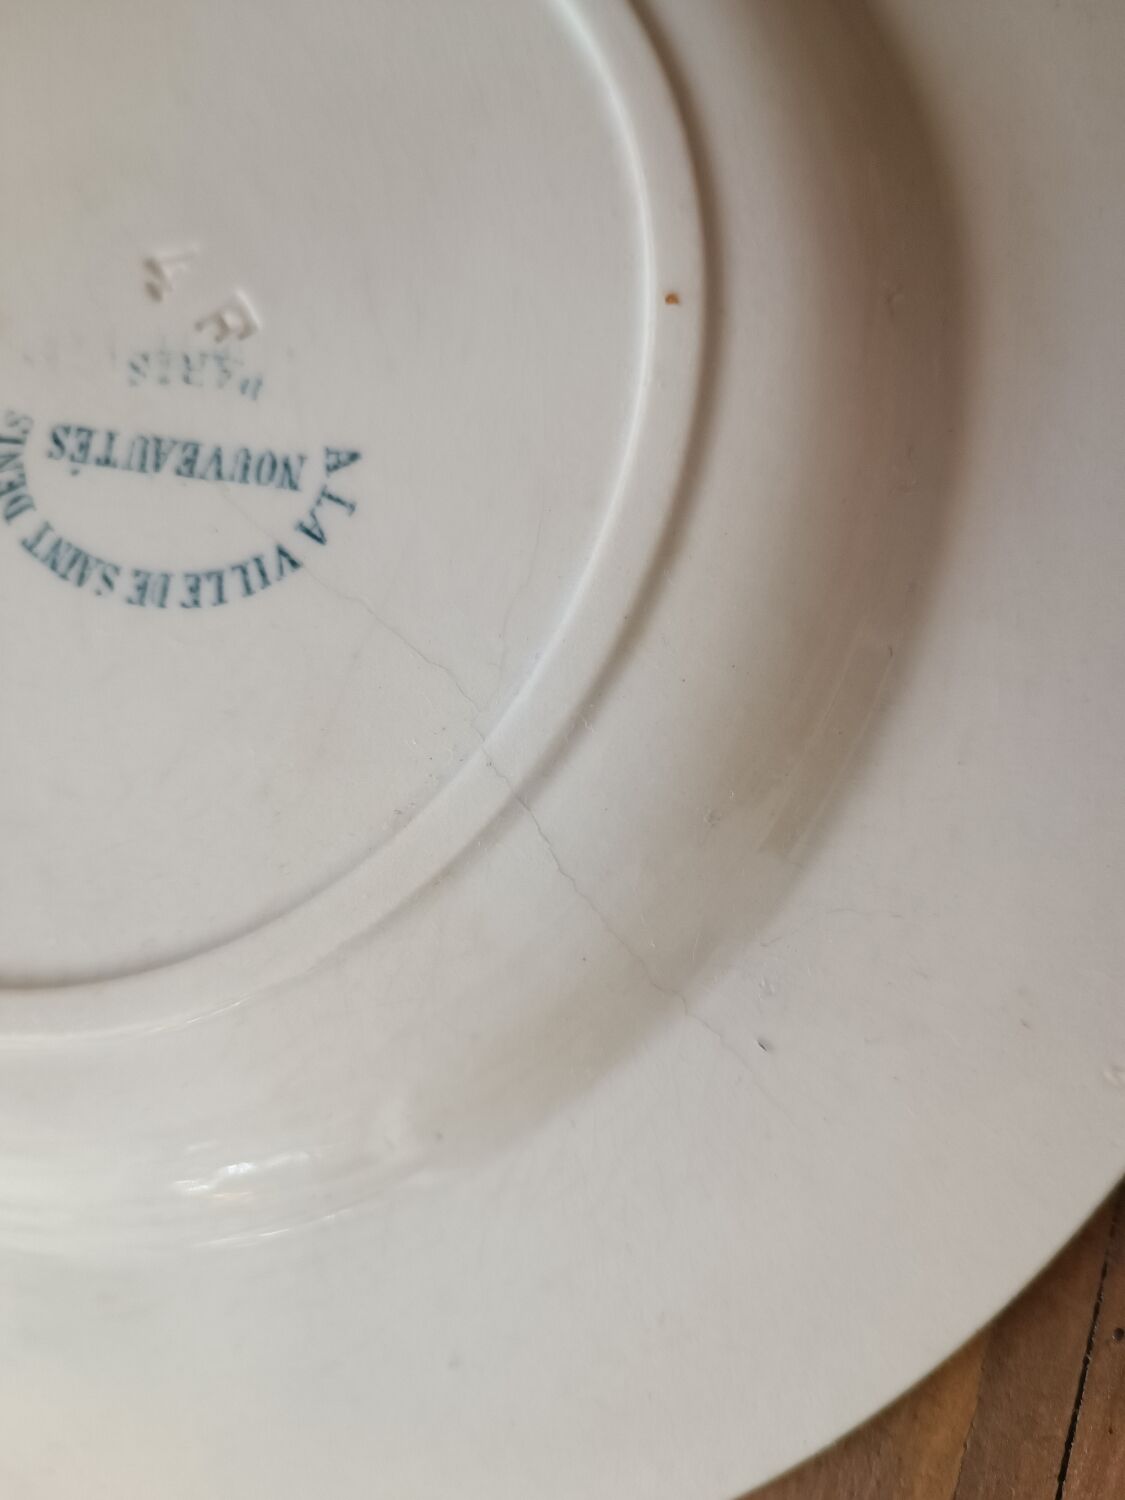 A LA VILLE DE SAINT DENIS
NOUVEAUTÉS
PARIS